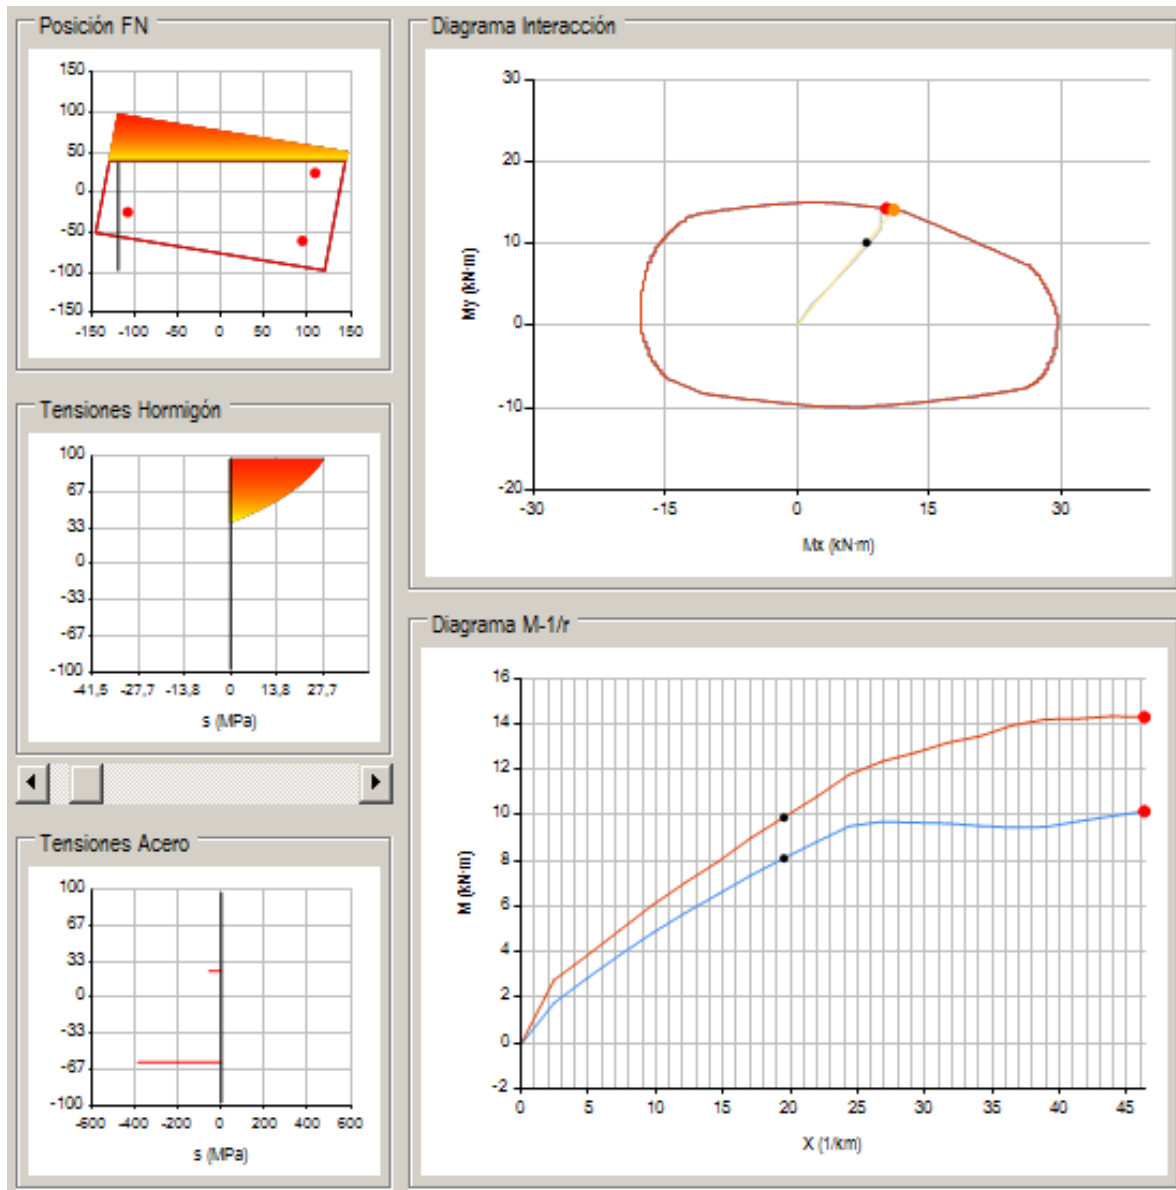 Posición FN
150
100
50
0
-50
-100
-150
-150 -100 -50 0 50 100 150
Tensiones Hormigón
100
67
33
0
-33
-67
-100
-41,5 -27,7 -13,8 0 13,8 27,7
s (MPa)
Tensiones Acero
100
67
33
0
-33
-67
-100
-600 -400 -200 0 200 400 600
s (MPa)
Diagrama Interacción
My (kN·m)
30
20
10
0
-10
-20
-30 -15 0 15 30
Mx (kN·m)
Diagrama M-1/r
M (kN·m)
16
14
12
10
8
6
4
2
0
-2
0 5 10 15 20 25 30 35 40 45
X (1/km)